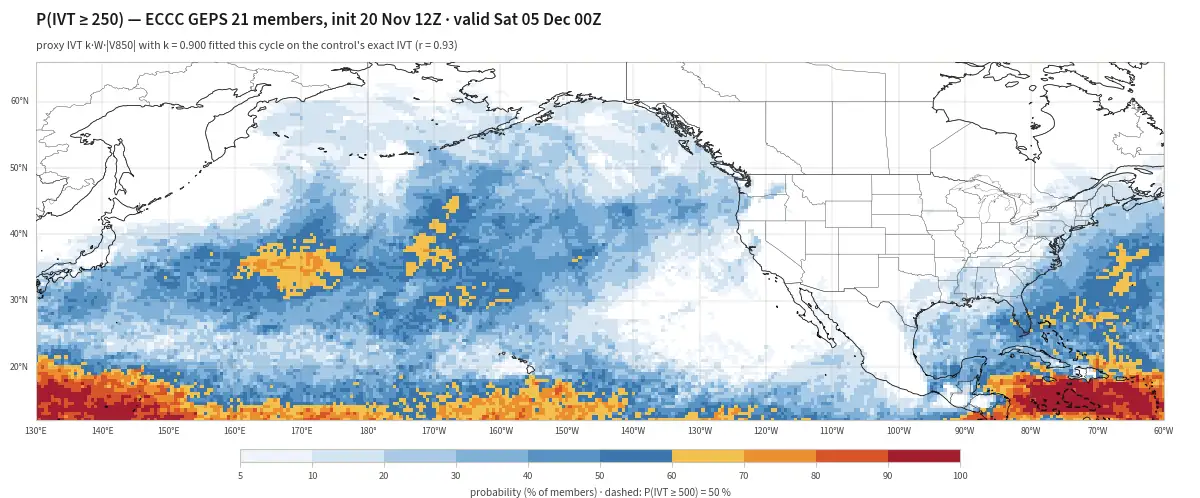 P(IVT ≥ 250) — ECCC GEPS 21 members, init 20 Nov 12Z · valid Sat 05 Dec 00Z
proxy IVT k·W·|V850| with k = 0.900 fitted this cycle on the control's exact IVT (r = 0.93)
60°N
50°N
40°N
30°N
20°N
130°E 140°E 150°E 160°E 170°E 180° 170°W 160°W 150°W 140°W 130°W 120°W 110°W 100°W 90°W 80°W 70°W 60°W
5 10 20 30 40 50 60 70 80 90 100
probability (% of members) · dashed: P(IVT ≥ 500) = 50 %